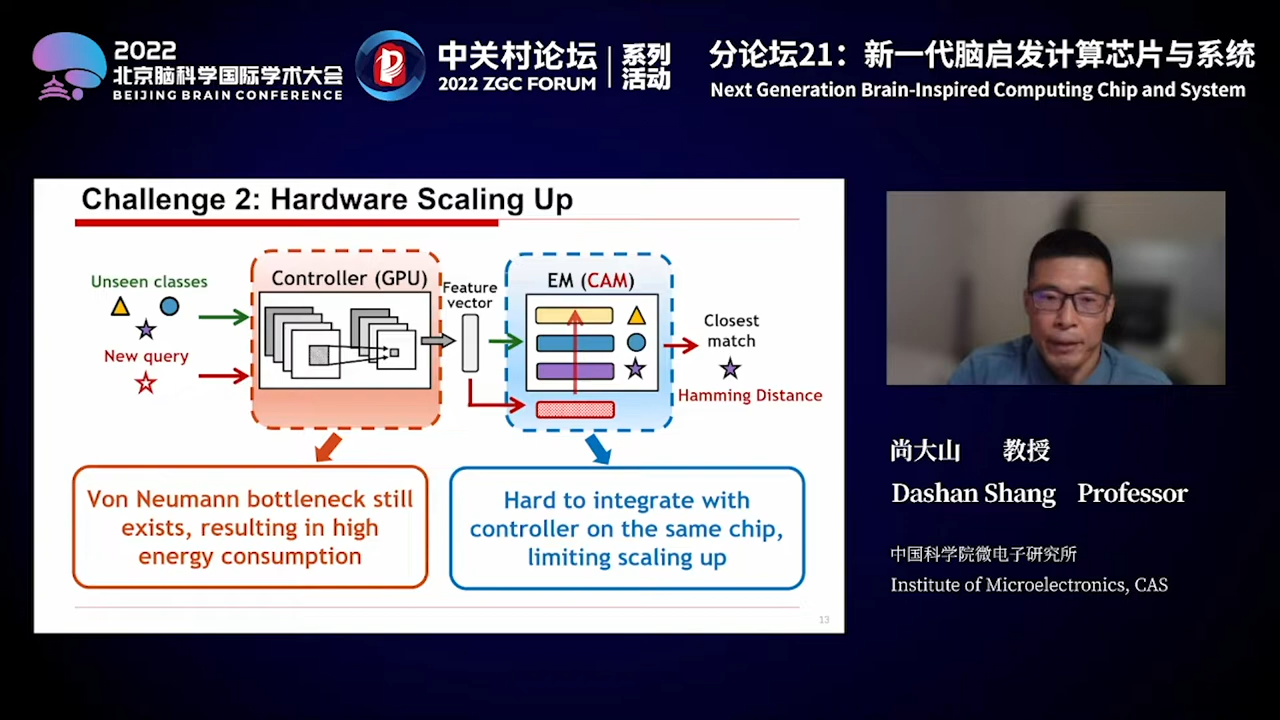 2022
北京脑科学国际学术大会
BEIJING BRAIN CONFERENCE
中关村论坛
2022 ZGC FORUM
系列
活动
分论坛21：新一代脑启发计算芯片与系统
Next Generation Brain-Inspired Computing Chip and System
Challenge 2: Hardware Scaling Up
Unseen classes
New query
Controller (GPU)
Feature
vector
EM (CAM)
Closest
match
Hamming Distance
Von Neumann bottleneck still
exists, resulting in high
energy consumption
Hard to integrate with
controller on the same chip,
limiting scaling up
13
尚大山 教授
Dashan Shang Professor
中国科学院微电子研究所
Institute of Microelectronics, CAS